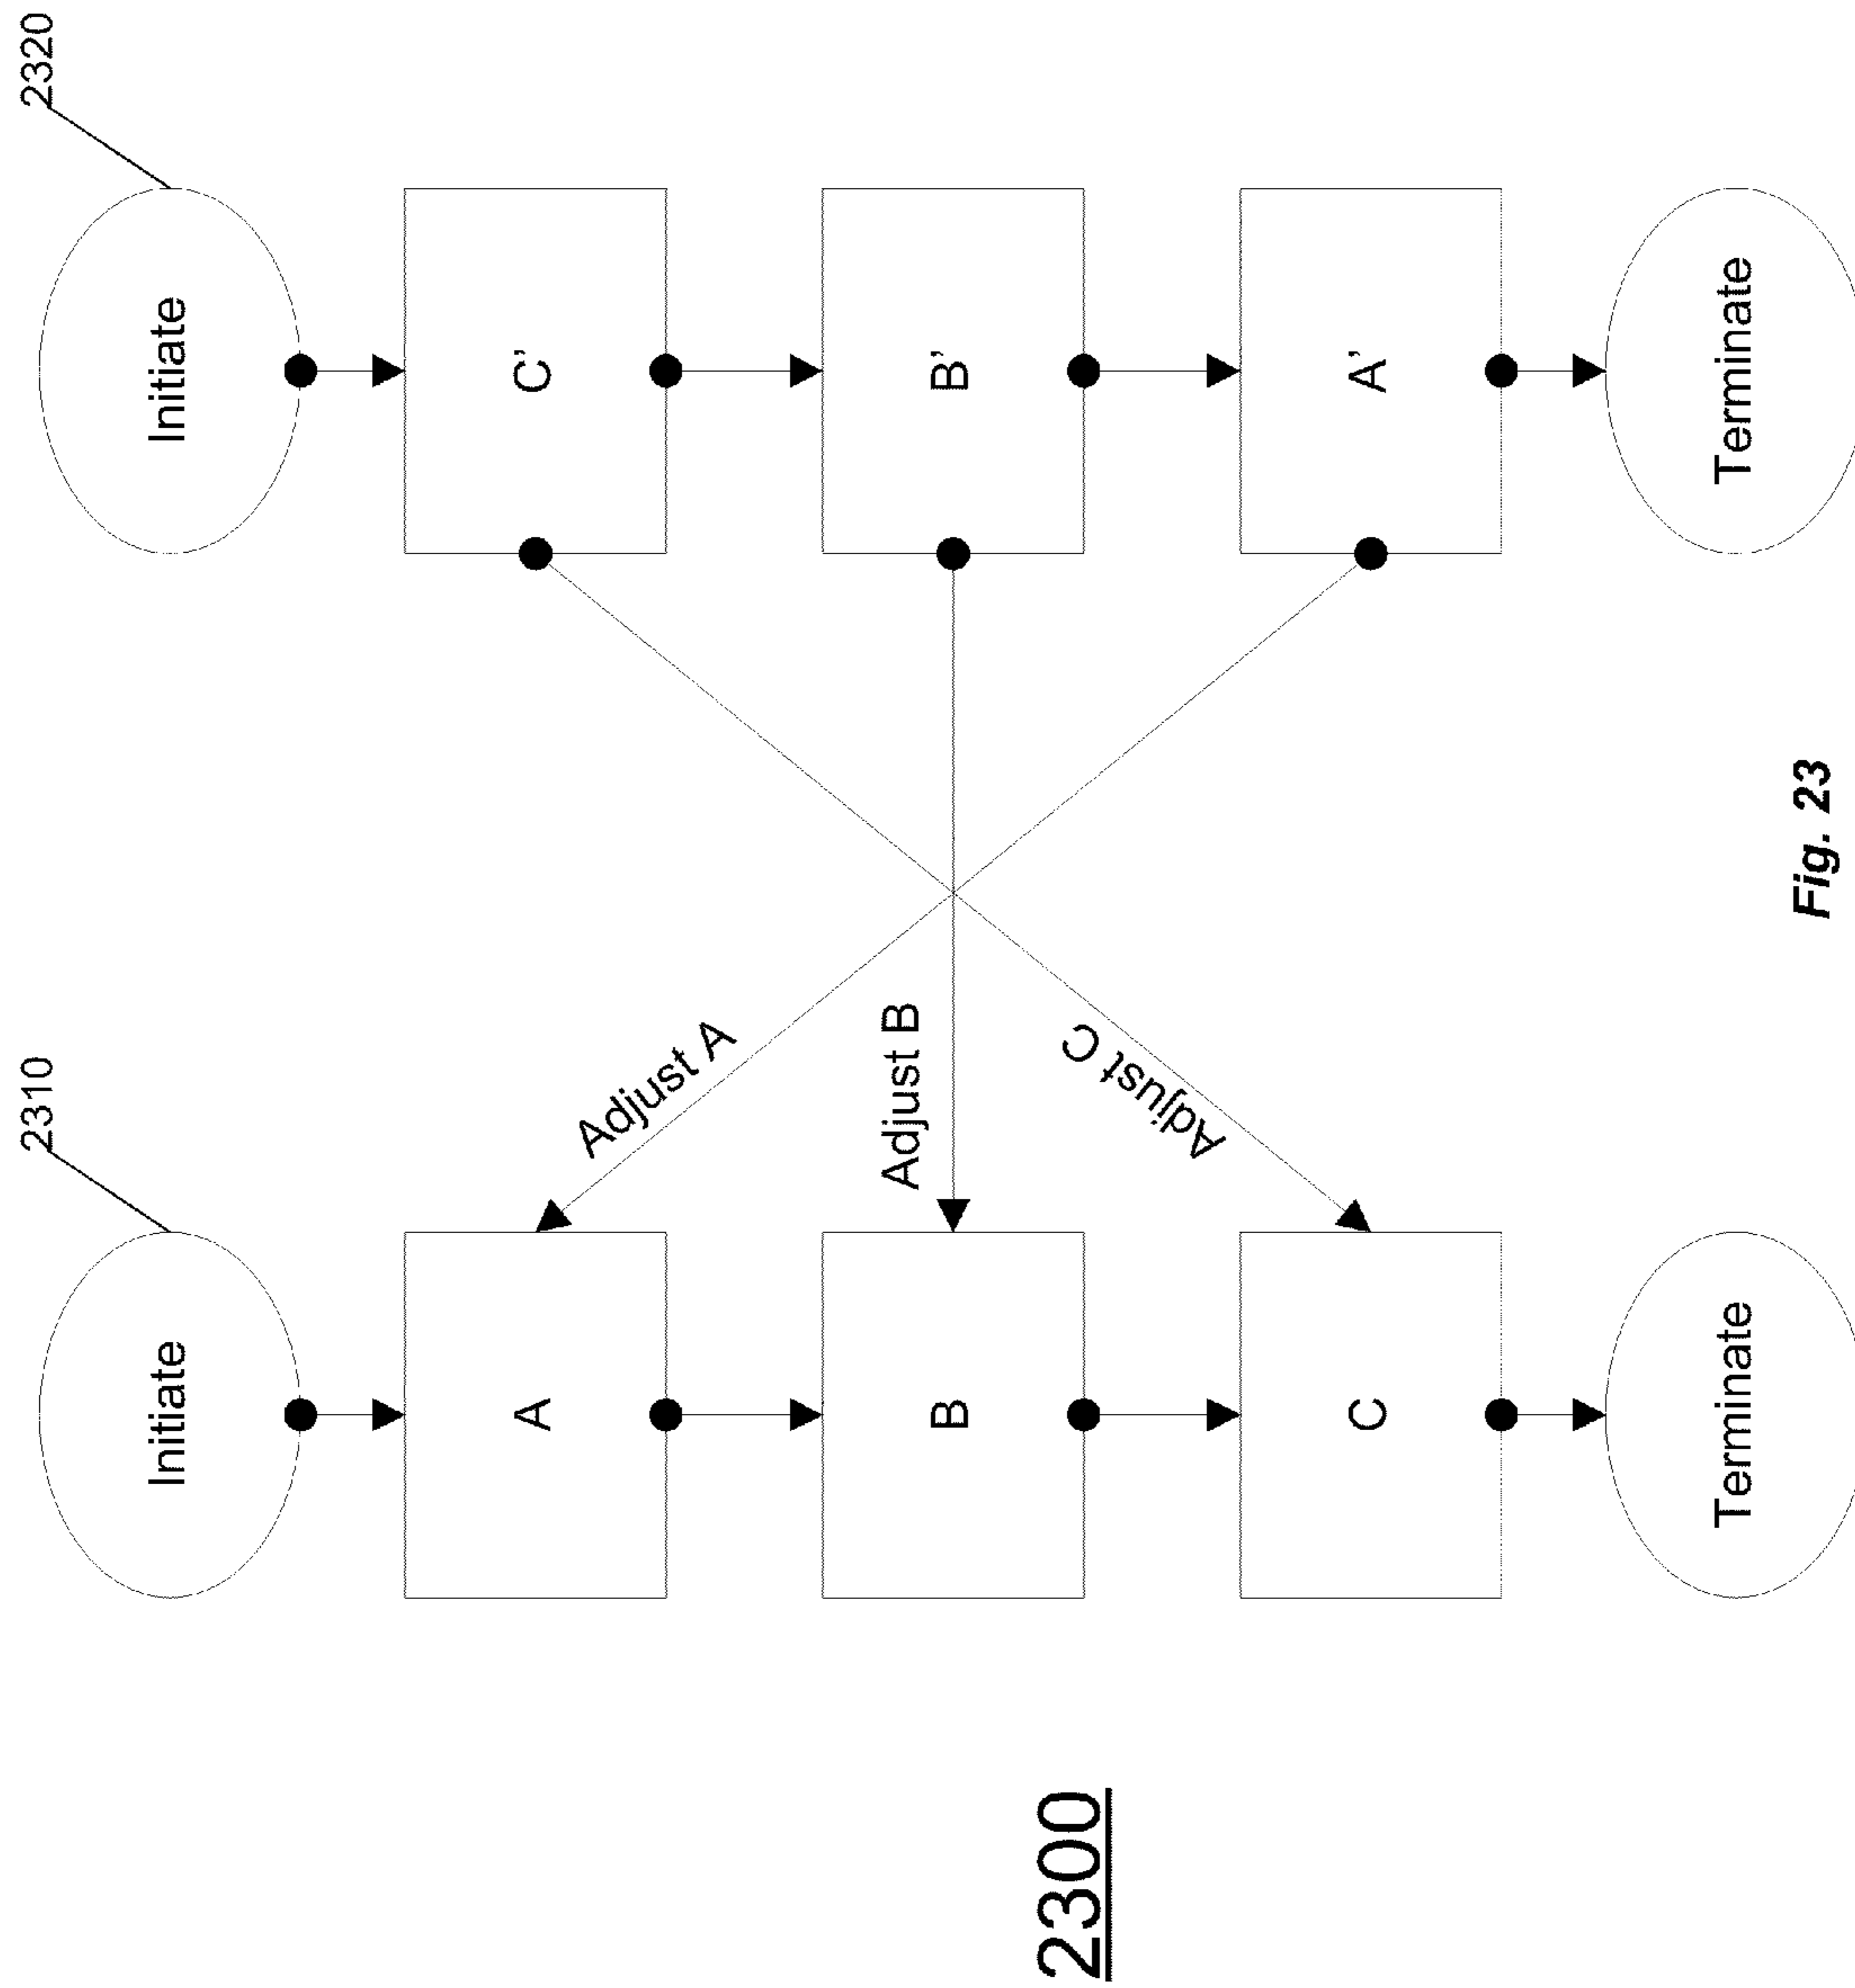 2310
2320
Initiate
Initiate
A
C'
Adjust A
Adjust B
B
B'
2300
Adjust C
C
A'
Terminate
Terminate
Fig. 23